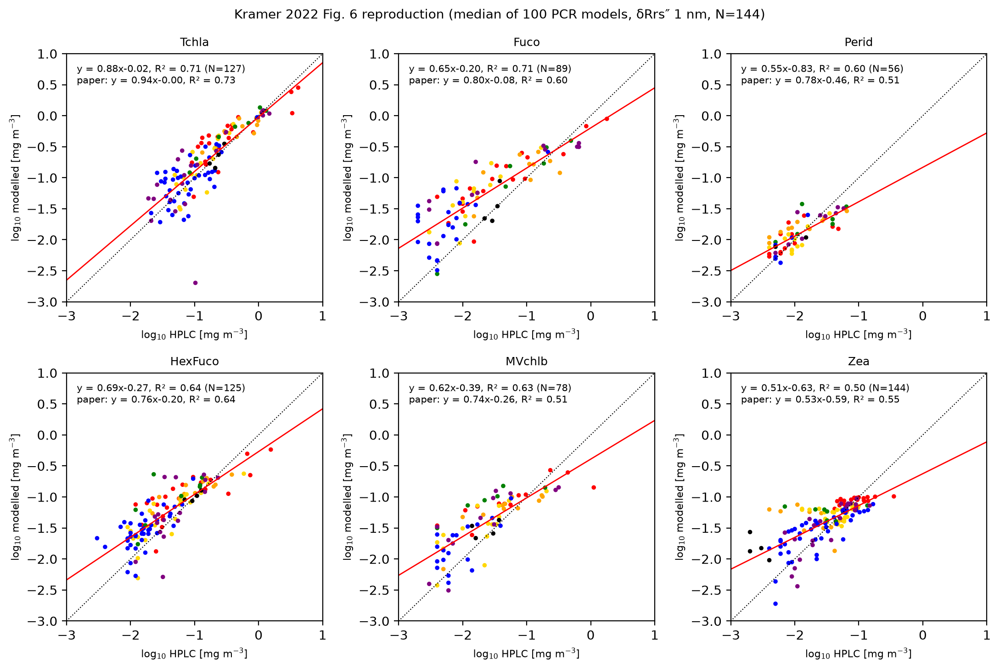 Kramer 2022 Fig. 6 reproduction (median of 100 PCR models, δRrs″ 1 nm, N=144)
Tchla
y = 0.88x-0.02, R² = 0.71 (N=127)
paper: y = 0.94x-0.00, R² = 0.73
1.0
0.5
0.0
−0.5
−1.0
−1.5
−2.0
−2.5
−3.0
log₁₀ modelled [mg m⁻³]
−3 −2 −1 0 1
log₁₀ HPLC [mg m⁻³]
Fuco
y = 0.65x-0.20, R² = 0.71 (N=89)
paper: y = 0.80x-0.08, R² = 0.60
1.0
0.5
0.0
−0.5
−1.0
−1.5
−2.0
−2.5
−3.0
log₁₀ modelled [mg m⁻³]
−3 −2 −1 0 1
log₁₀ HPLC [mg m⁻³]
Perid
y = 0.55x-0.83, R² = 0.60 (N=56)
paper: y = 0.78x-0.46, R² = 0.51
1.0
0.5
0.0
−0.5
−1.0
−1.5
−2.0
−2.5
−3.0
log₁₀ modelled [mg m⁻³]
−3 −2 −1 0 1
log₁₀ HPLC [mg m⁻³]
HexFuco
y = 0.69x-0.27, R² = 0.64 (N=125)
paper: y = 0.76x-0.20, R² = 0.64
1.0
0.5
0.0
−0.5
−1.0
−1.5
−2.0
−2.5
−3.0
log₁₀ modelled [mg m⁻³]
−3 −2 −1 0 1
log₁₀ HPLC [mg m⁻³]
MVchlb
y = 0.62x-0.39, R² = 0.63 (N=78)
paper: y = 0.74x-0.26, R² = 0.51
1.0
0.5
0.0
−0.5
−1.0
−1.5
−2.0
−2.5
−3.0
log₁₀ modelled [mg m⁻³]
−3 −2 −1 0 1
log₁₀ HPLC [mg m⁻³]
Zea
y = 0.51x-0.63, R² = 0.50 (N=144)
paper: y = 0.53x-0.59, R² = 0.55
1.0
0.5
0.0
−0.5
−1.0
−1.5
−2.0
−2.5
−3.0
log₁₀ modelled [mg m⁻³]
−3 −2 −1 0 1
log₁₀ HPLC [mg m⁻³]